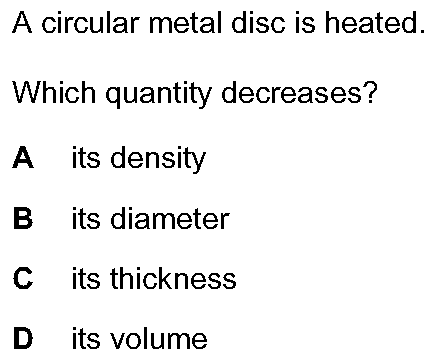 A circular metal disc is heated.
Which quantity decreases?
A its density
B its diameter
C its thickness
D its volume